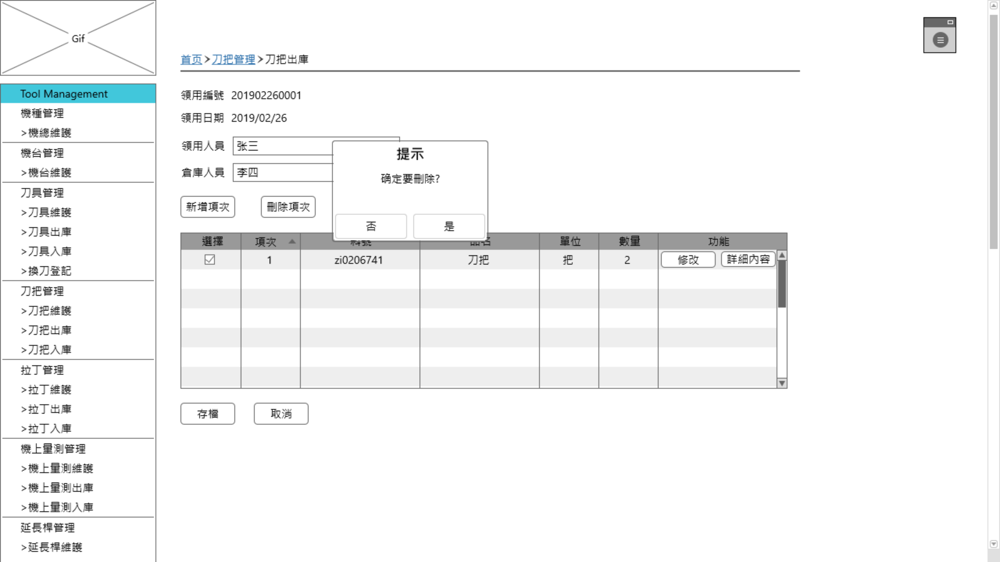 Gif
首页>刀把管理>刀把出庫
Tool Management
機種管理
>機總維護
機台管理
>機台維護
刀具管理
>刀具維護
>刀具出庫
>刀具入庫
>換刀登記
刀把管理
>刀把維護
>刀把出庫
>刀把入庫
拉丁管理
>拉丁維護
>拉丁出庫
>拉丁入庫
機上量測管理
>機上量測維護
>機上量測出庫
>機上量測入庫
延長桿管理
>延長桿維護
領用編號 201902260001
領用日期 2019/02/26
領用人員 张三
倉庫人員 李四
提示
确定要刪除?
否 是
新增項次 刪除項次
選擇 項次 料號 品名 單位 數量 功能
1 zi0206741 刀把 把 2 修改 詳細內容
存檔 取消